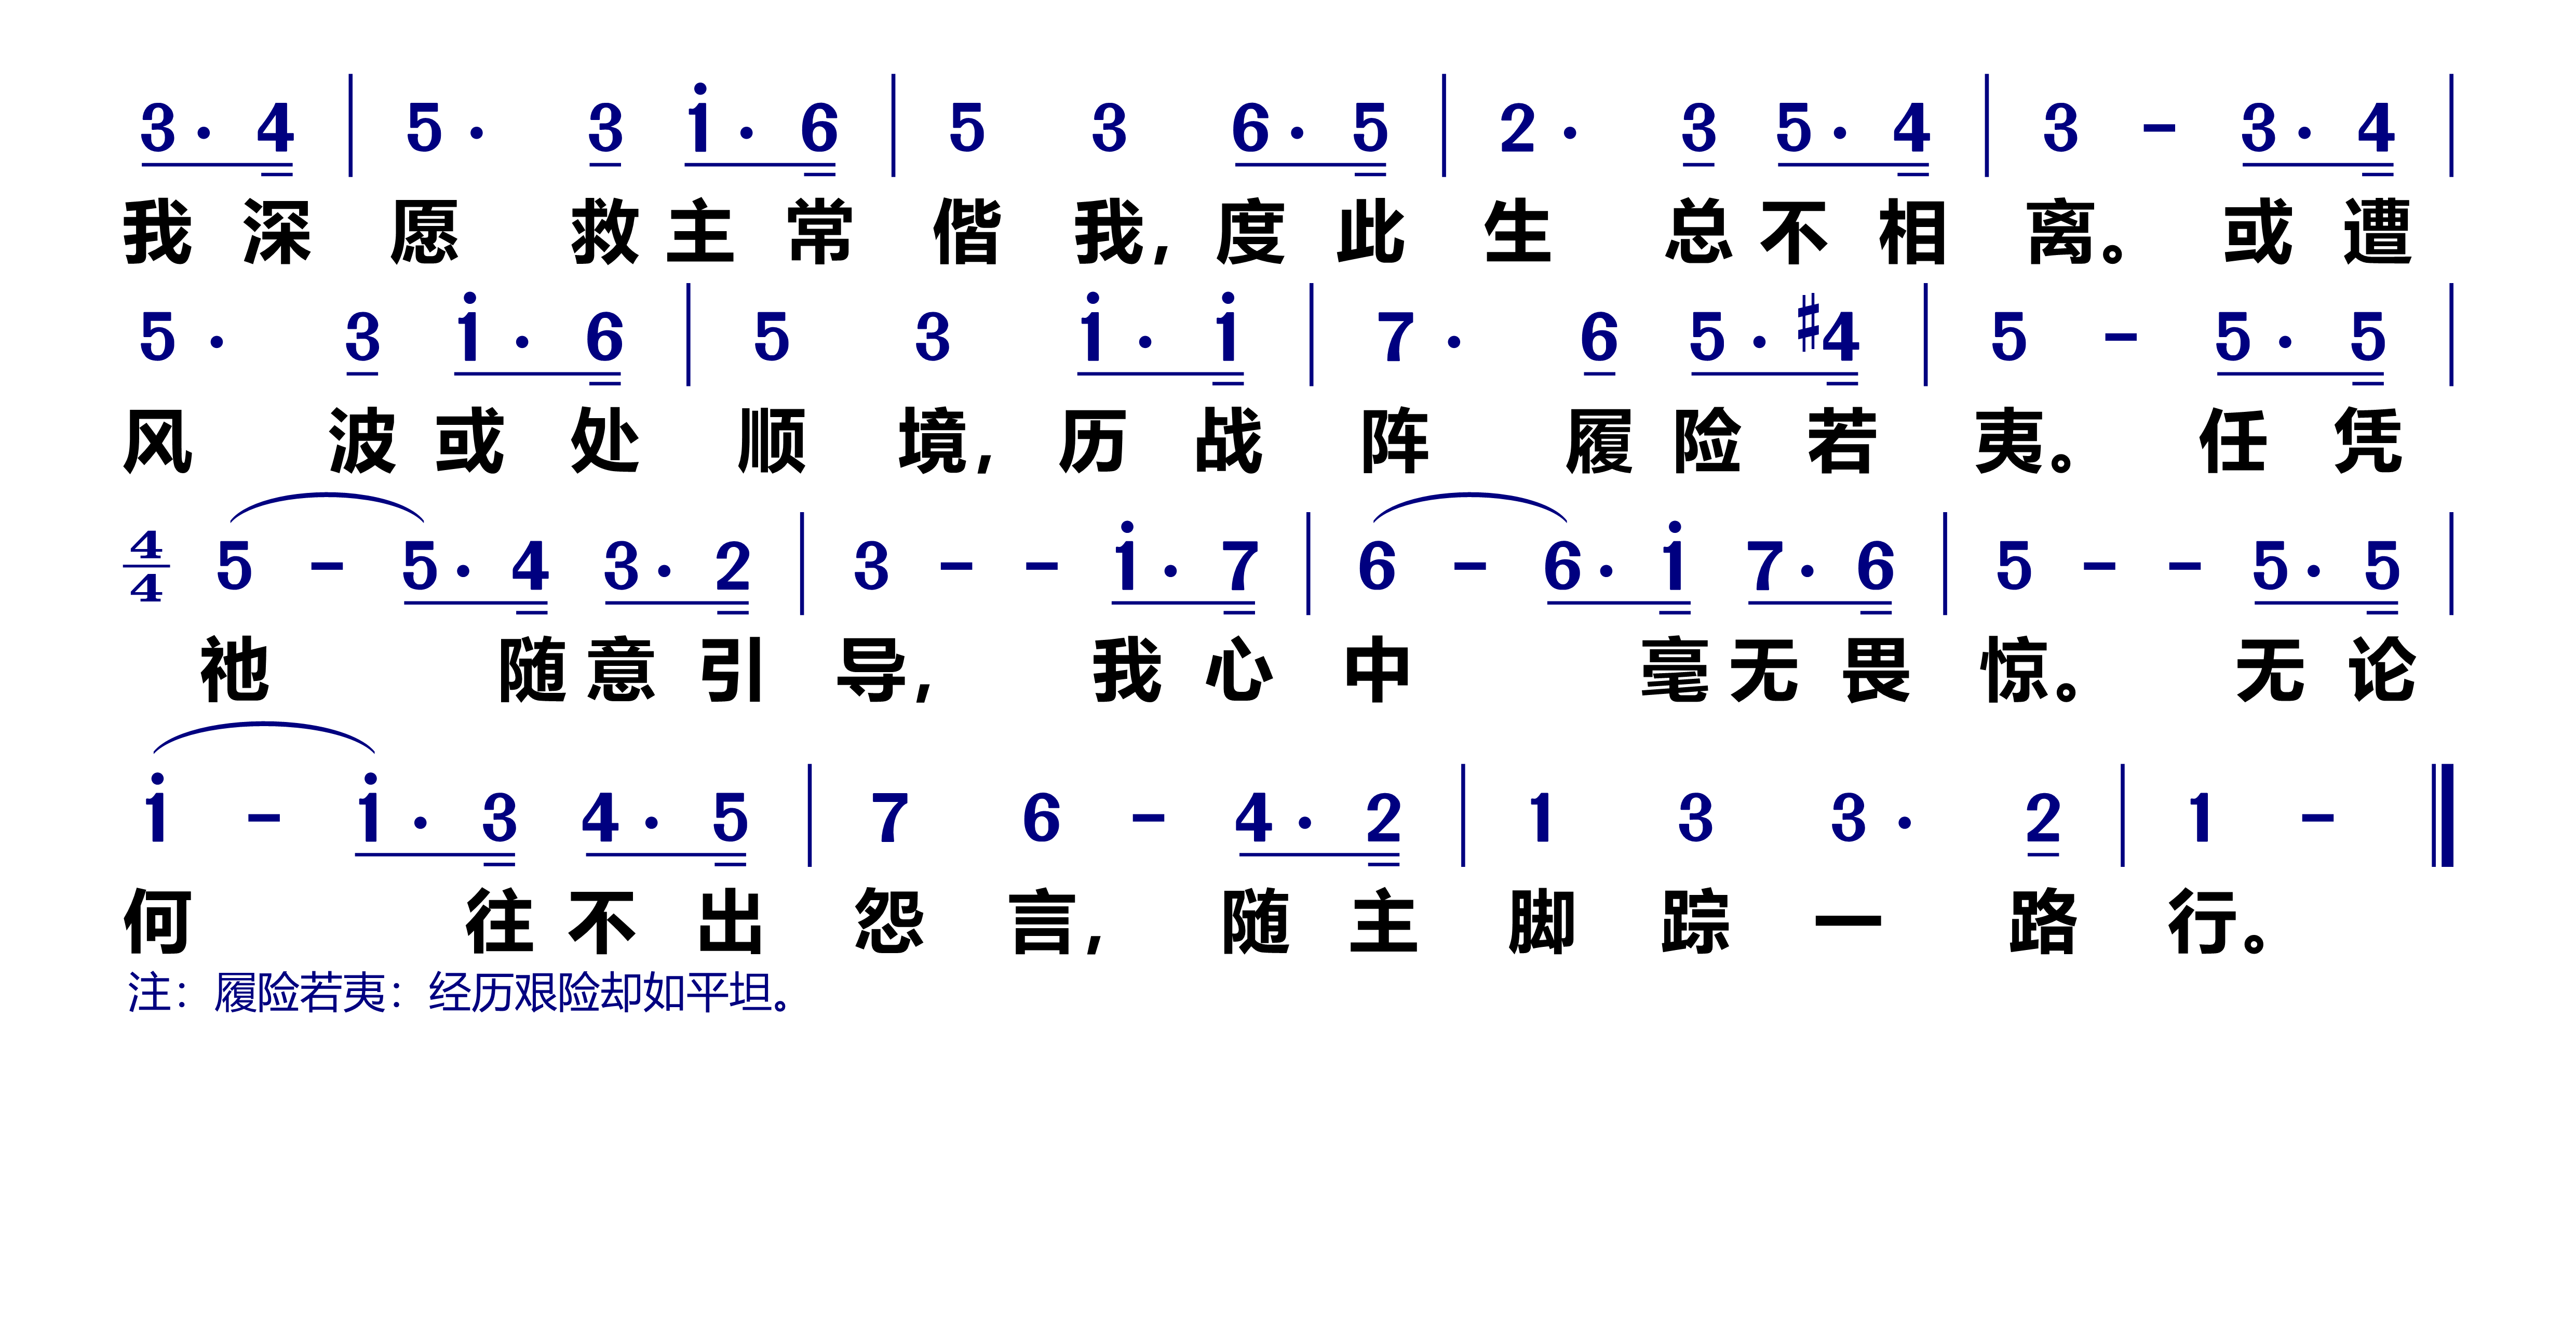 3· 4 | 5· 3 i· 6 | 5 3 6· 5 | 2· 3 5· 4 | 3 – 3· 4 |
我深愿救主常偕我，度此生总不相离。或遭
5· 3 i· 6 | 5 3 i· i | 7· 6 5· ♯4 | 5 – 5· 5 |
风波或处顺境，历战阵履险若夷。任凭
4/4 5 – 5· 4 3· 2 | 3 – – i· 7 | 6 – 6· i 7· 6 | 5 – – 5· 5 |
祂随意引导，我心中毫无畏惊。无论
i – i· 3 4· 5 | 7 6 – 4· 2 | 1 3 3· 2 | 1 – ‖
何往不出怨言，随主脚踪一路行。
注：履险若夷：经历艰险却如平坦。